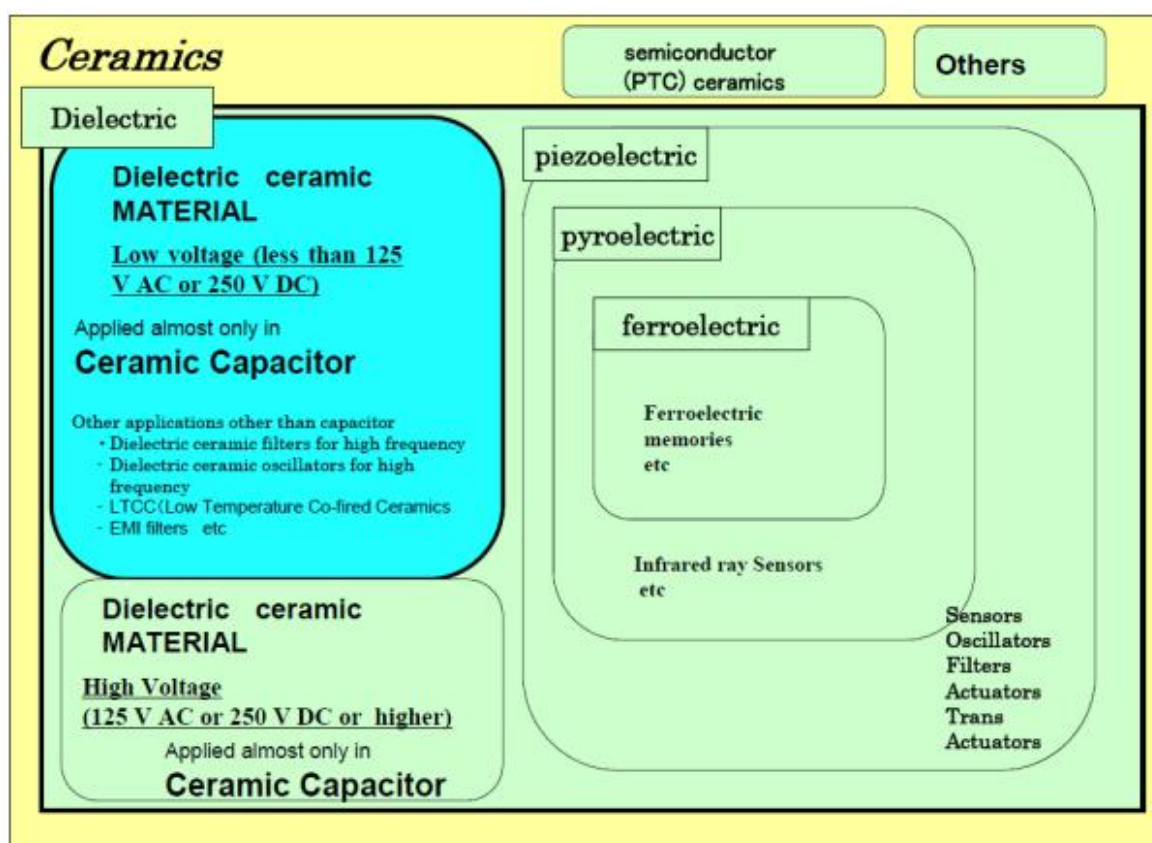 Ceramics
semiconductor
(PTC) ceramics
Others
Dielectric
Dielectric ceramic
MATERIAL
Low voltage (less than 125
V AC or 250 V DC)
Applied almost only in
Ceramic Capacitor
Other applications other than capacitor
・Dielectric ceramic filters for high frequency
- Dielectric ceramic oscillators for high
frequency
- LTCC(Low Temperature Co-fired Ceramics
- EMI filters etc
Dielectric ceramic
MATERIAL
High Voltage
(125 V AC or 250 V DC or higher)
Applied almost only in
Ceramic Capacitor
piezoelectric
pyroelectric
ferroelectric
Ferroelectric
memories
etc
Infrared ray Sensors
etc
Sensors
Oscillators
Filters
Actuators
Trans
Actuators